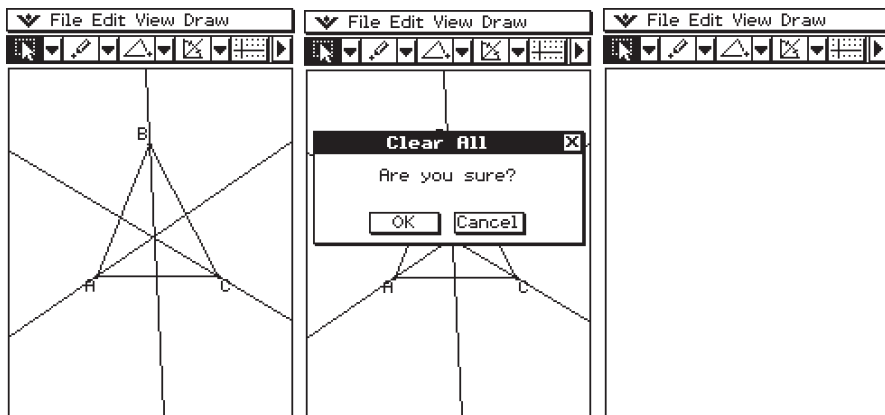 File Edit View Draw
B
A
C
File Edit View Draw
Clear All
Are you sure?
OK
Cancel
A
C
File Edit View Draw